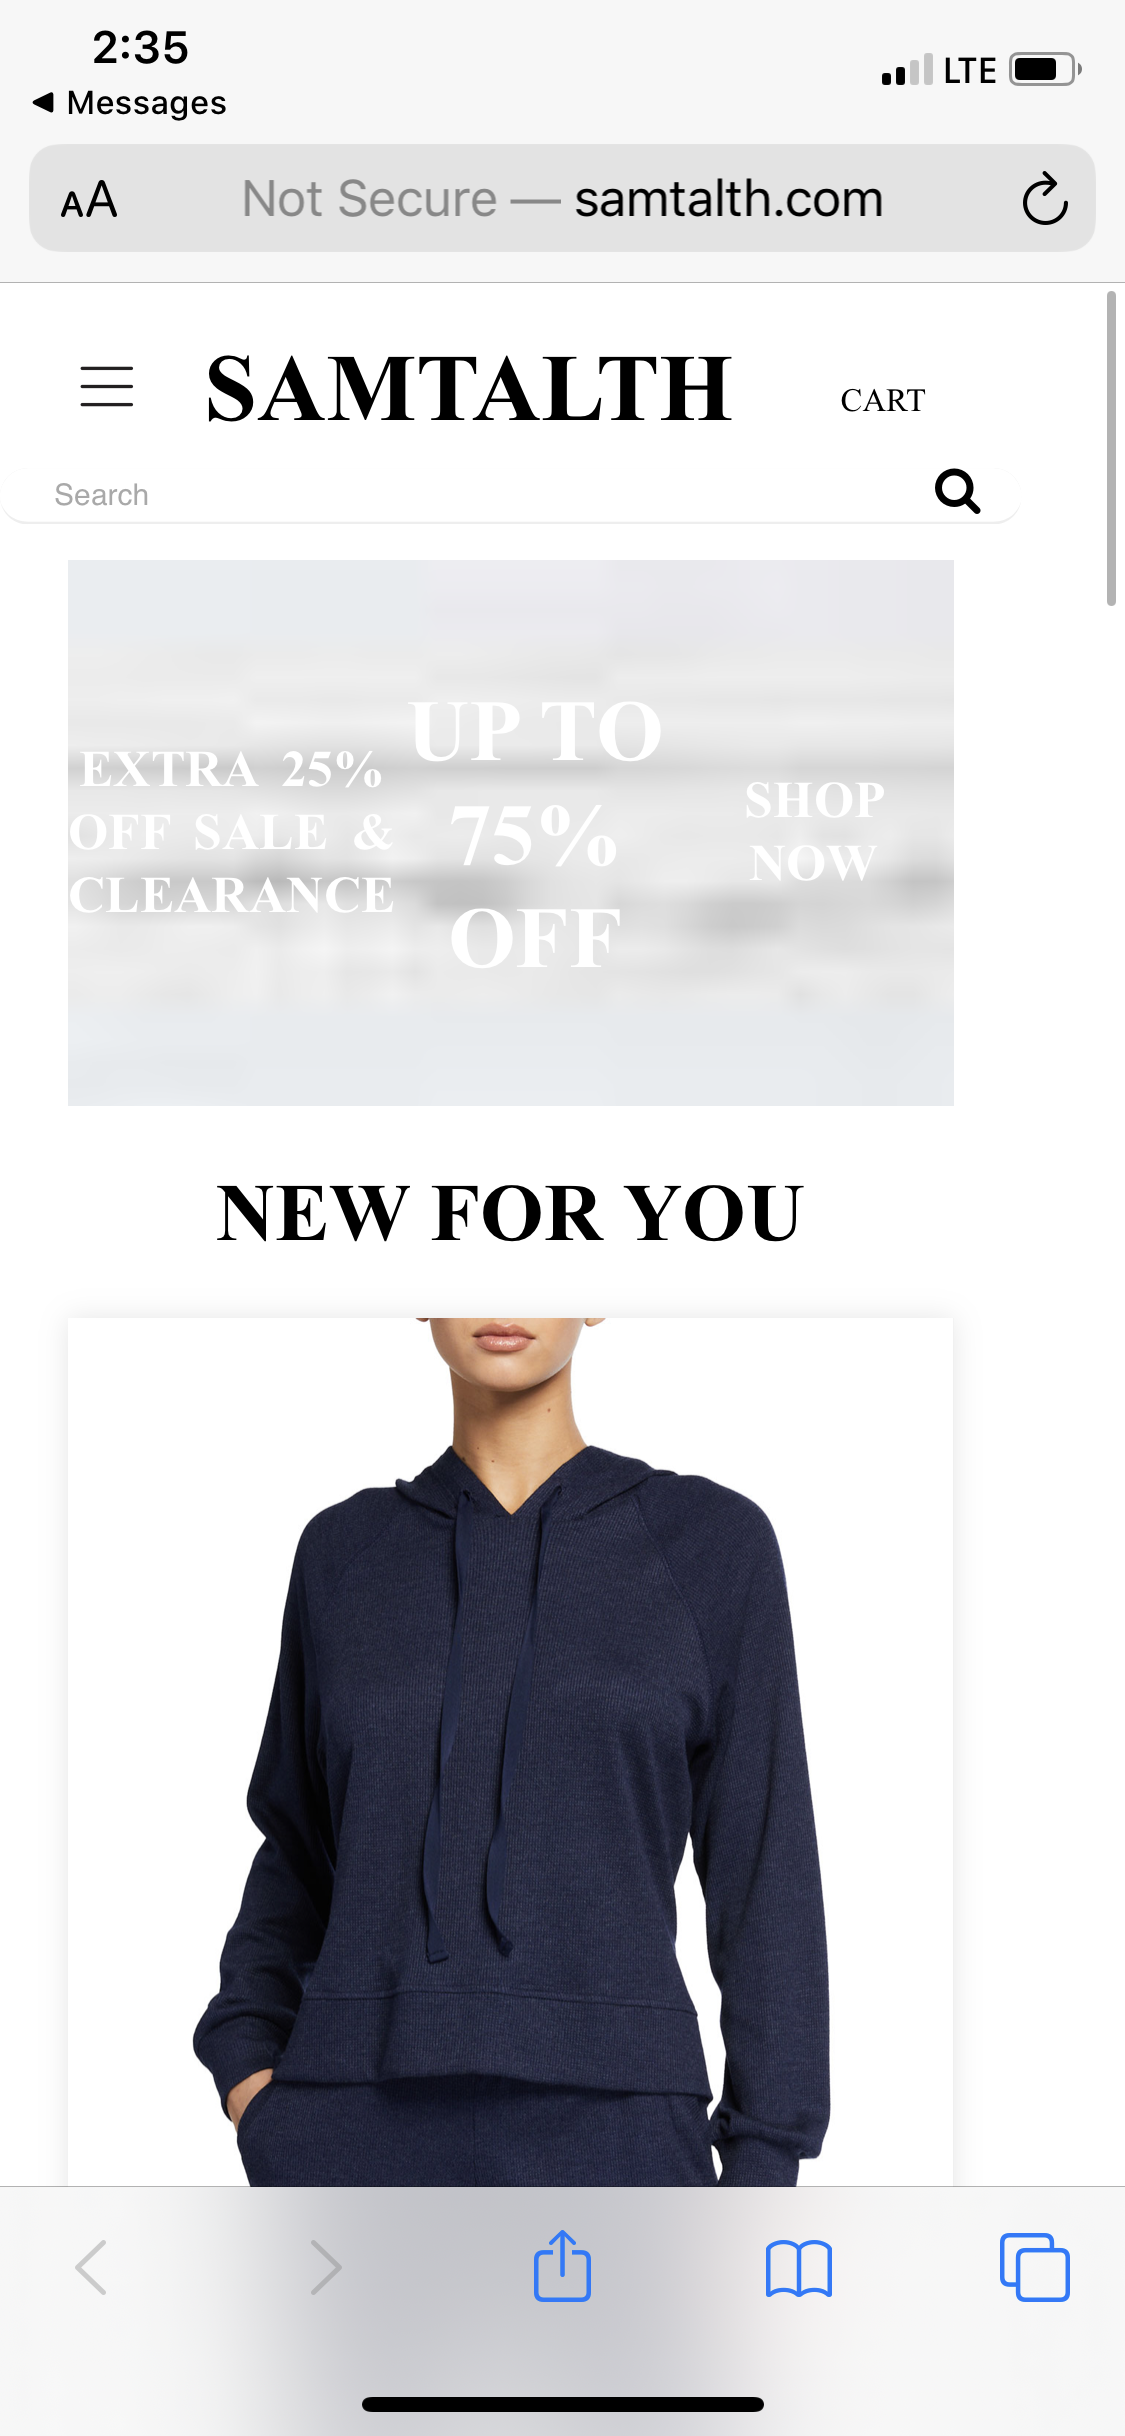 2:35
LTE
Messages
AA
Not Secure — samtalth.com
SAMTALTH
CART
Search
EXTRA 25%
OFF SALE &
CLEARANCE
UP TO
75%
OFF
SHOP
NOW
NEW FOR YOU